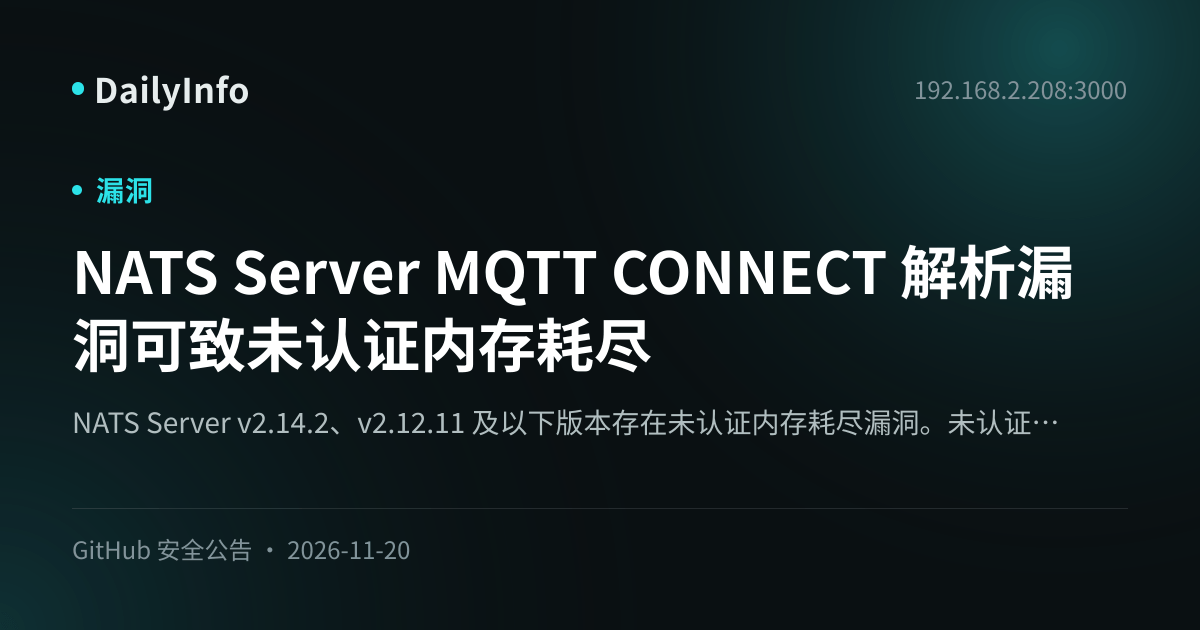 DailyInfo
192.168.2.208:3000
漏洞
NATS Server MQTT CONNECT 解析漏
洞可致未认证内存耗尽
NATS Server v2.14.2、v2.12.11 及以下版本存在未认证内存耗尽漏洞。未认证…
GitHub 安全公告 · 2026-11-20